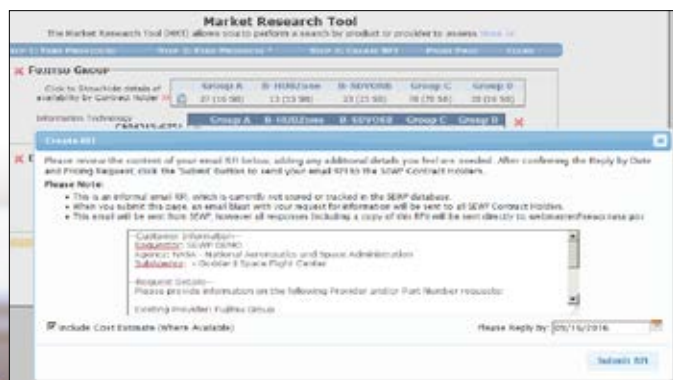 Market Research Tool
The Market Research Tool (MRT) allows you to perform a search by product or provider to assess
Fujitsu Group
Click to Show/hide details of
availability by Contract Holder
Group A B-HUBZone B-SDVOSB Group C Group D
Information Technology
Group A B-HUBZone B-SDVOSB Group C Group D
Create RFI
Please review the content of your email RFI below, adding any additional details you feel are needed. After confirming the Reply by Date
and Pricing Request, click the 'Submit' button to send your email RFI to the SEWP Contract Holders.
Please Note:
• This is an informal email RFI, which is currently not stored or tracked in the SEWP database.
• When you submit this page, an email blast with your request for information will be sent to all SEWP Contract Holders.
• This email will be sent from SEWP, however all responses (including a copy of this RFI) will be sent directly to
--Customer Information--
Requestor: SEWP DEMO
Agency: NASA - National Aeronautics and Space Administration
Goddard Space Flight Center
--Request Details--
Please provide information on the following Provider and/or Part Number requests:
Existing Provider: Fujitsu Group
Include Cost Estimate (Where Available)
Please Reply by: 09/16/2016
Submit RFI